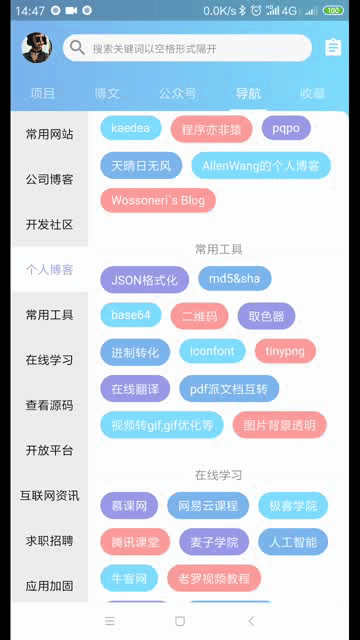 14:47 0.0K/s 4G 100
搜索关键词以空格形式隔开
项目 博文 公众号 导航 收藏
常用网站
公司博客
开发社区
个人博客
常用工具
在线学习
查看源码
开放平台
互联网资讯
求职招聘
应用加固
kaedea 程序亦非猿 pqpo
天晴日无风 AllenWang的个人博客
Wossoneri`s Blog
常用工具
JSON格式化 md5&sha
base64 二维码 取色器
进制转化 iconfont tinypng
在线翻译 pdf派文档互转
视频转gif,gif优化等 图片背景透明
在线学习
慕课网 网易云课程 极客学院
腾讯课堂 麦子学院 人工智能
牛客网 老罗视频教程